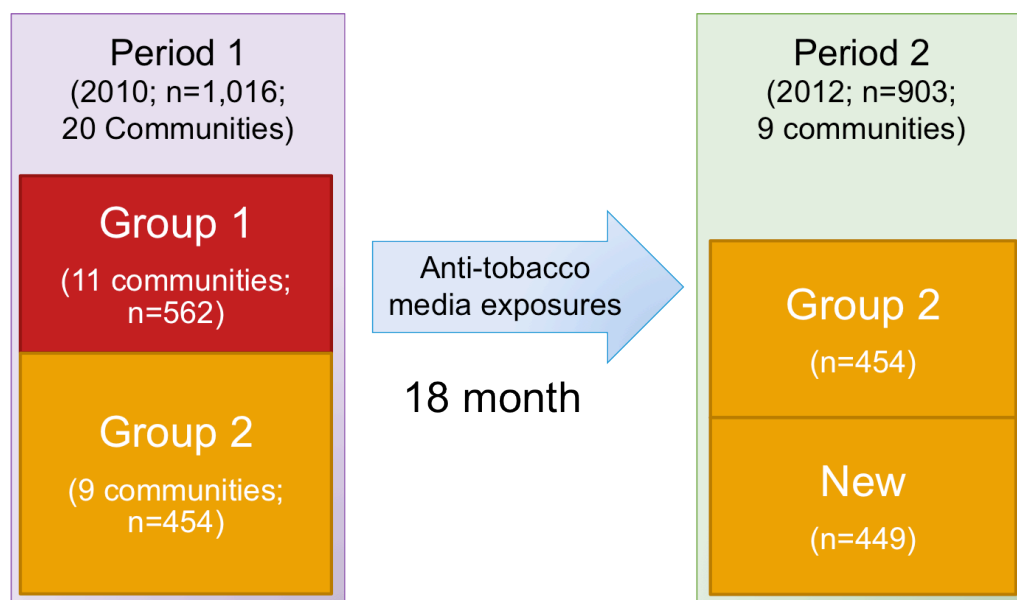 Period 1
(2010; n=1,016;
20 Communities)
Group 1
(11 communities;
n=562)
Group 2
(9 communities;
n=454)
Anti-tobacco
media exposures
18 month
Period 2
(2012; n=903;
9 communities)
Group 2
(n=454)
New
(n=449)